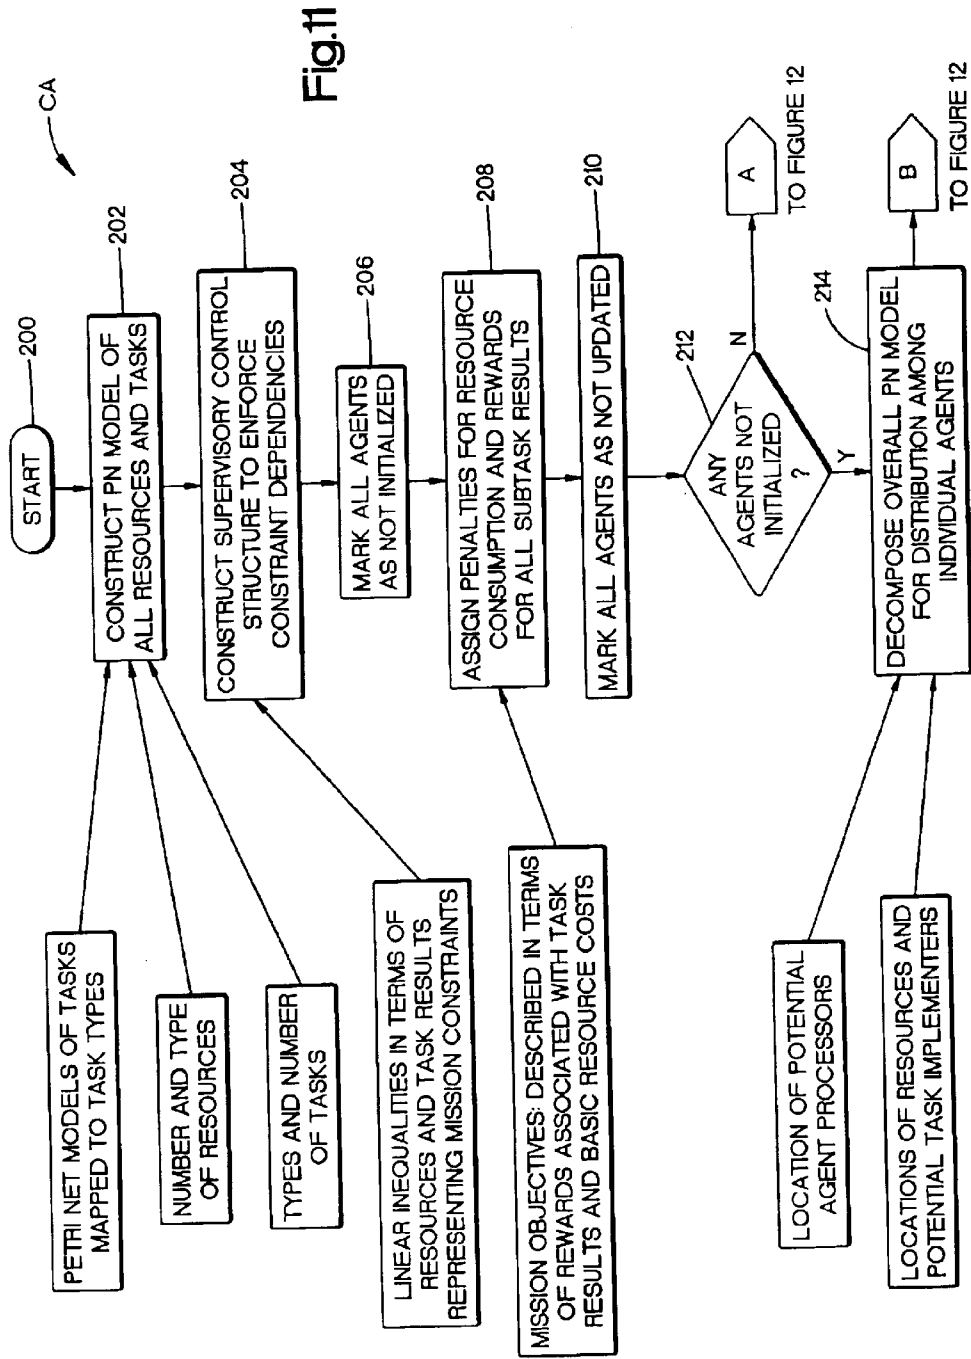 Fig.11
CA
START
200
CONSTRUCT PN MODEL OF
ALL RESOURCES AND TASKS
202
PETRI NET MODELS OF TASKS
MAPPED TO TASK TYPES
NUMBER AND TYPE
OF RESOURCES
TYPES AND NUMBER
OF TASKS
CONSTRUCT SUPERVISORY CONTROL
STRUCTURE TO ENFORCE
CONSTRAINT DEPENDENCIES
204
LINEAR INEQUALITIES IN TERMS OF
RESOURCES AND TASK RESULTS
REPRESENTING MISSION CONSTRAINTS
MARK ALL AGENTS
AS NOT INITIALIZED
206
ASSIGN PENALTIES FOR RESOURCE
CONSUMPTION AND REWARDS
FOR ALL SUBTASK RESULTS
208
MISSION OBJECTIVES: DESCRIBED IN TERMS
OF REWARDS ASSOCIATED WITH TASK
RESULTS AND BASIC RESOURCE COSTS
MARK ALL AGENTS AS NOT UPDATED
210
ANY
AGENTS NOT
INITIALIZED
?
212
N
A
TO FIGURE 12
Y
DECOMPOSE OVERALL PN MODEL
FOR DISTRIBUTION AMONG
INDIVIDUAL AGENTS
214
B
TO FIGURE 12
LOCATION OF POTENTIAL
AGENT PROCESSORS
LOCATIONS OF RESOURCES AND
POTENTIAL TASK IMPLEMENTERS